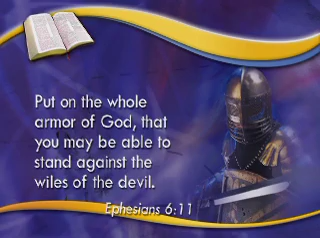 Put on the whole
armor of God, that
you may be able to
stand against the
wiles of the devil.
Ephesians 6:11